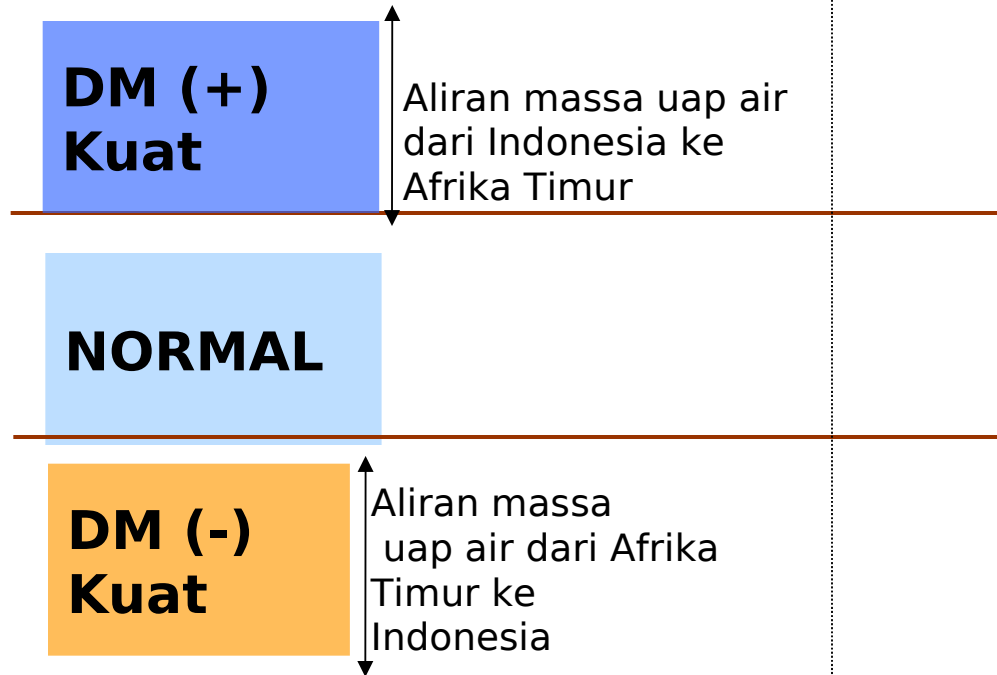 DM (+)
Kuat
Aliran massa uap air
dari Indonesia ke
Afrika Timur
NORMAL
DM (-)
Kuat
Aliran massa
uap air dari Afrika
Timur ke
Indonesia